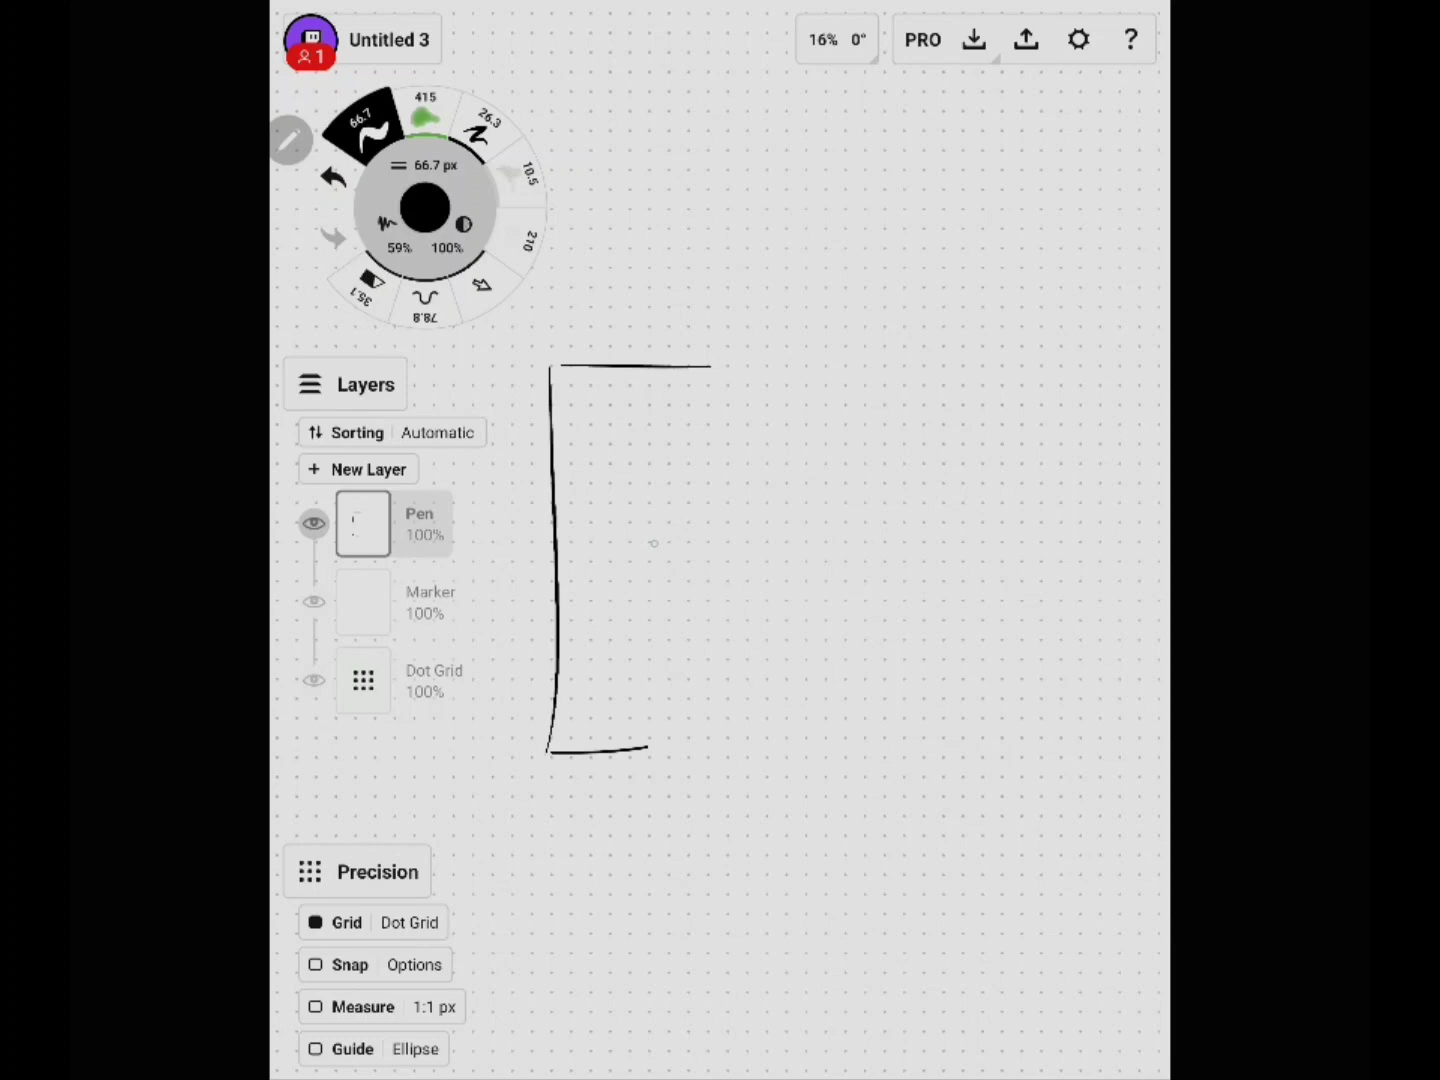 Untitled 3
1
16% 0°
PRO
?
66.7
415
26.3
10.5
210
66.7 px
59% 100%
35.1
78.8
Layers
Sorting Automatic
+ New Layer
Pen
100%
Marker
100%
Dot Grid
100%
Precision
Grid Dot Grid
Snap Options
Measure 1:1 px
Guide Ellipse